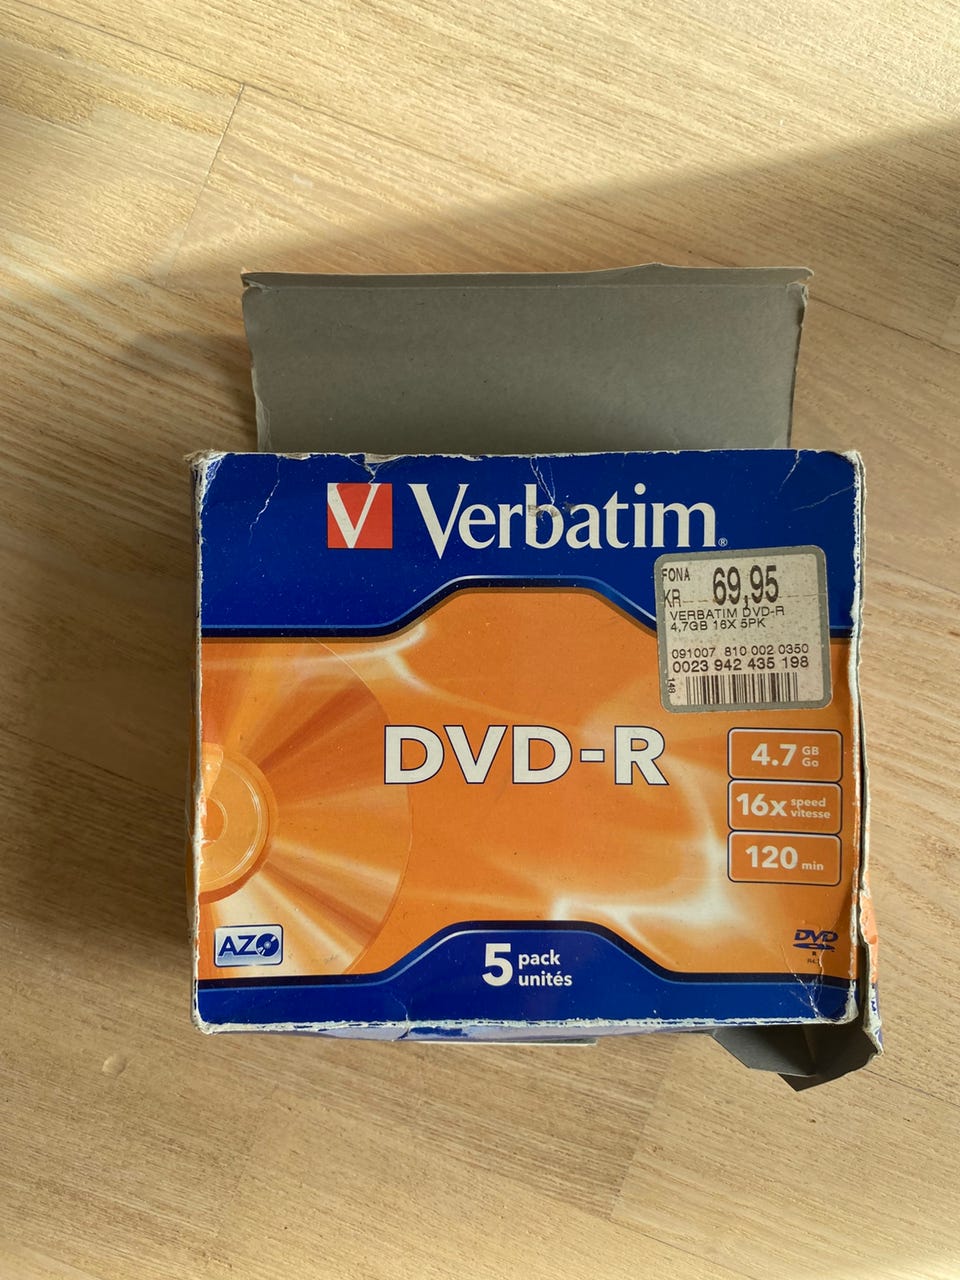 V Verbatim®
FONA
KR 69,95
VERBATIM DVD-R
4,7GB 16X 5PK
091007 810 002 0350
0023 942 435 198
148
DVD-R
4.7 GB
Go
16x speed
vitesse
120 min
AZO
5 pack
unités
DVD
R